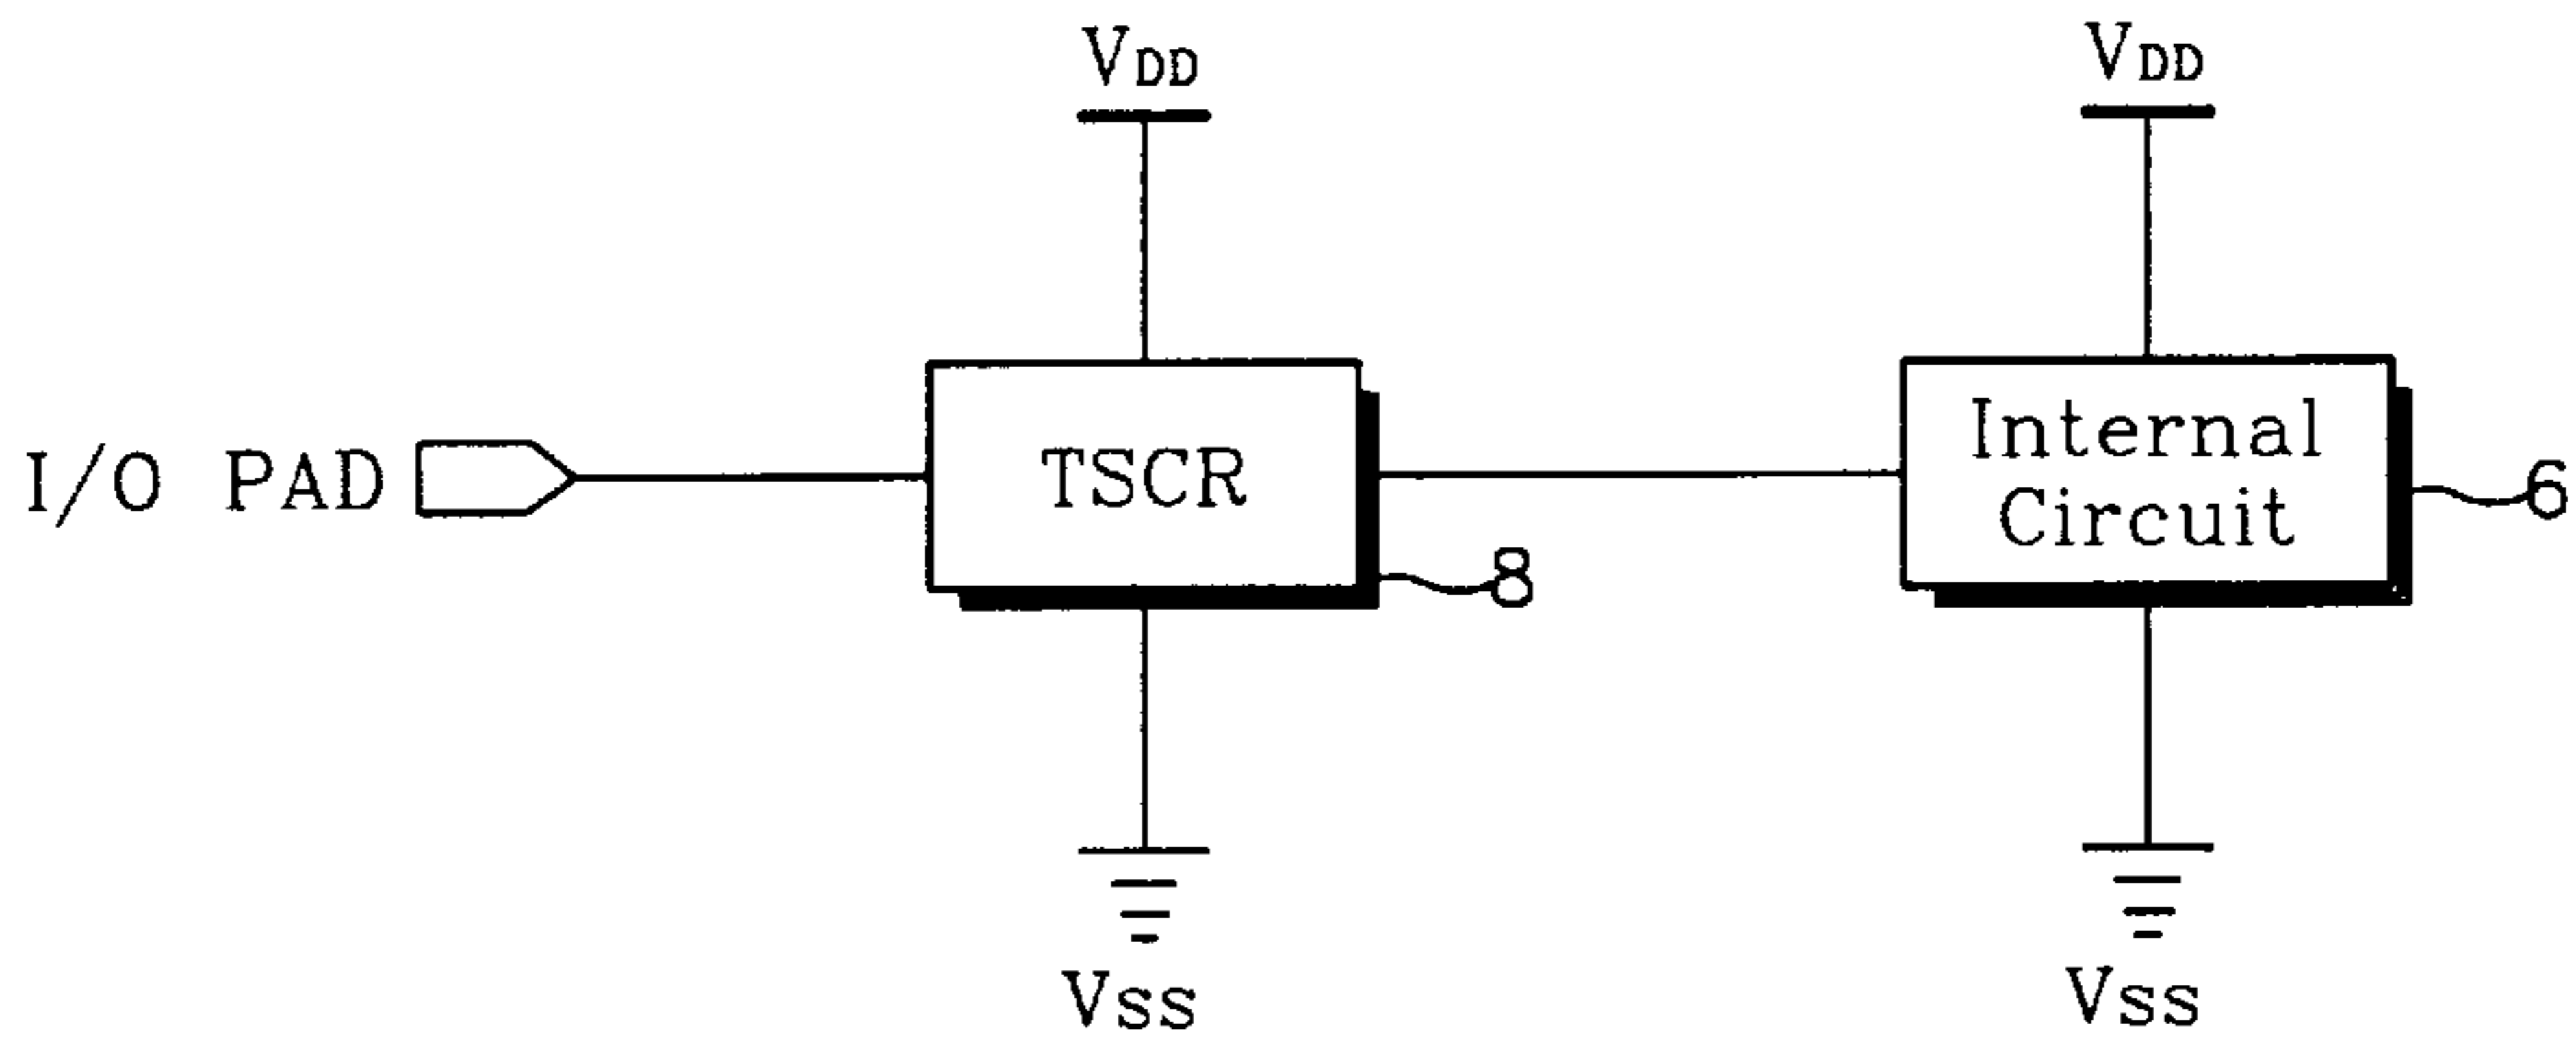 VDD VDD
I/O PAD TSCR Internal
Circuit 6
8
VSS VSS